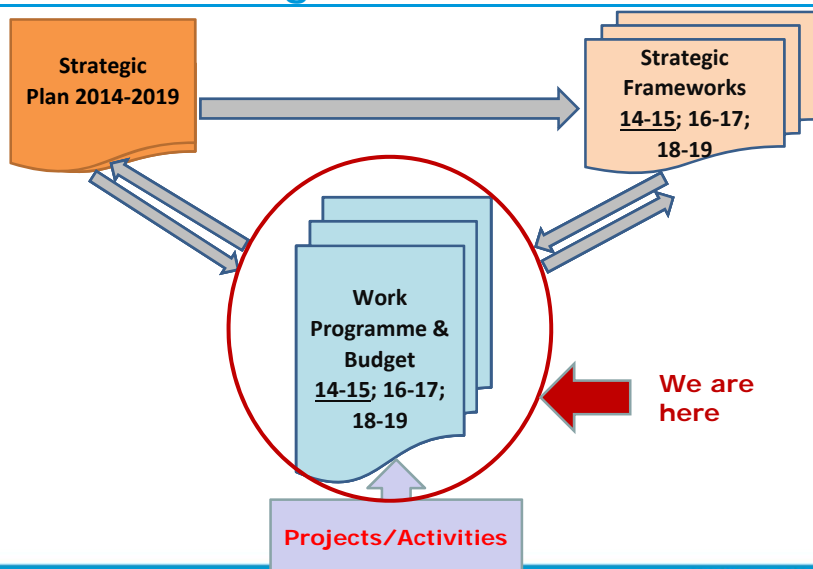 Strategic
Plan 2014-2019
Strategic
Frameworks
14-15; 16-17;
18-19
Work
Programme &
Budget
14-15; 16-17;
18-19
We are
here
Projects/Activities